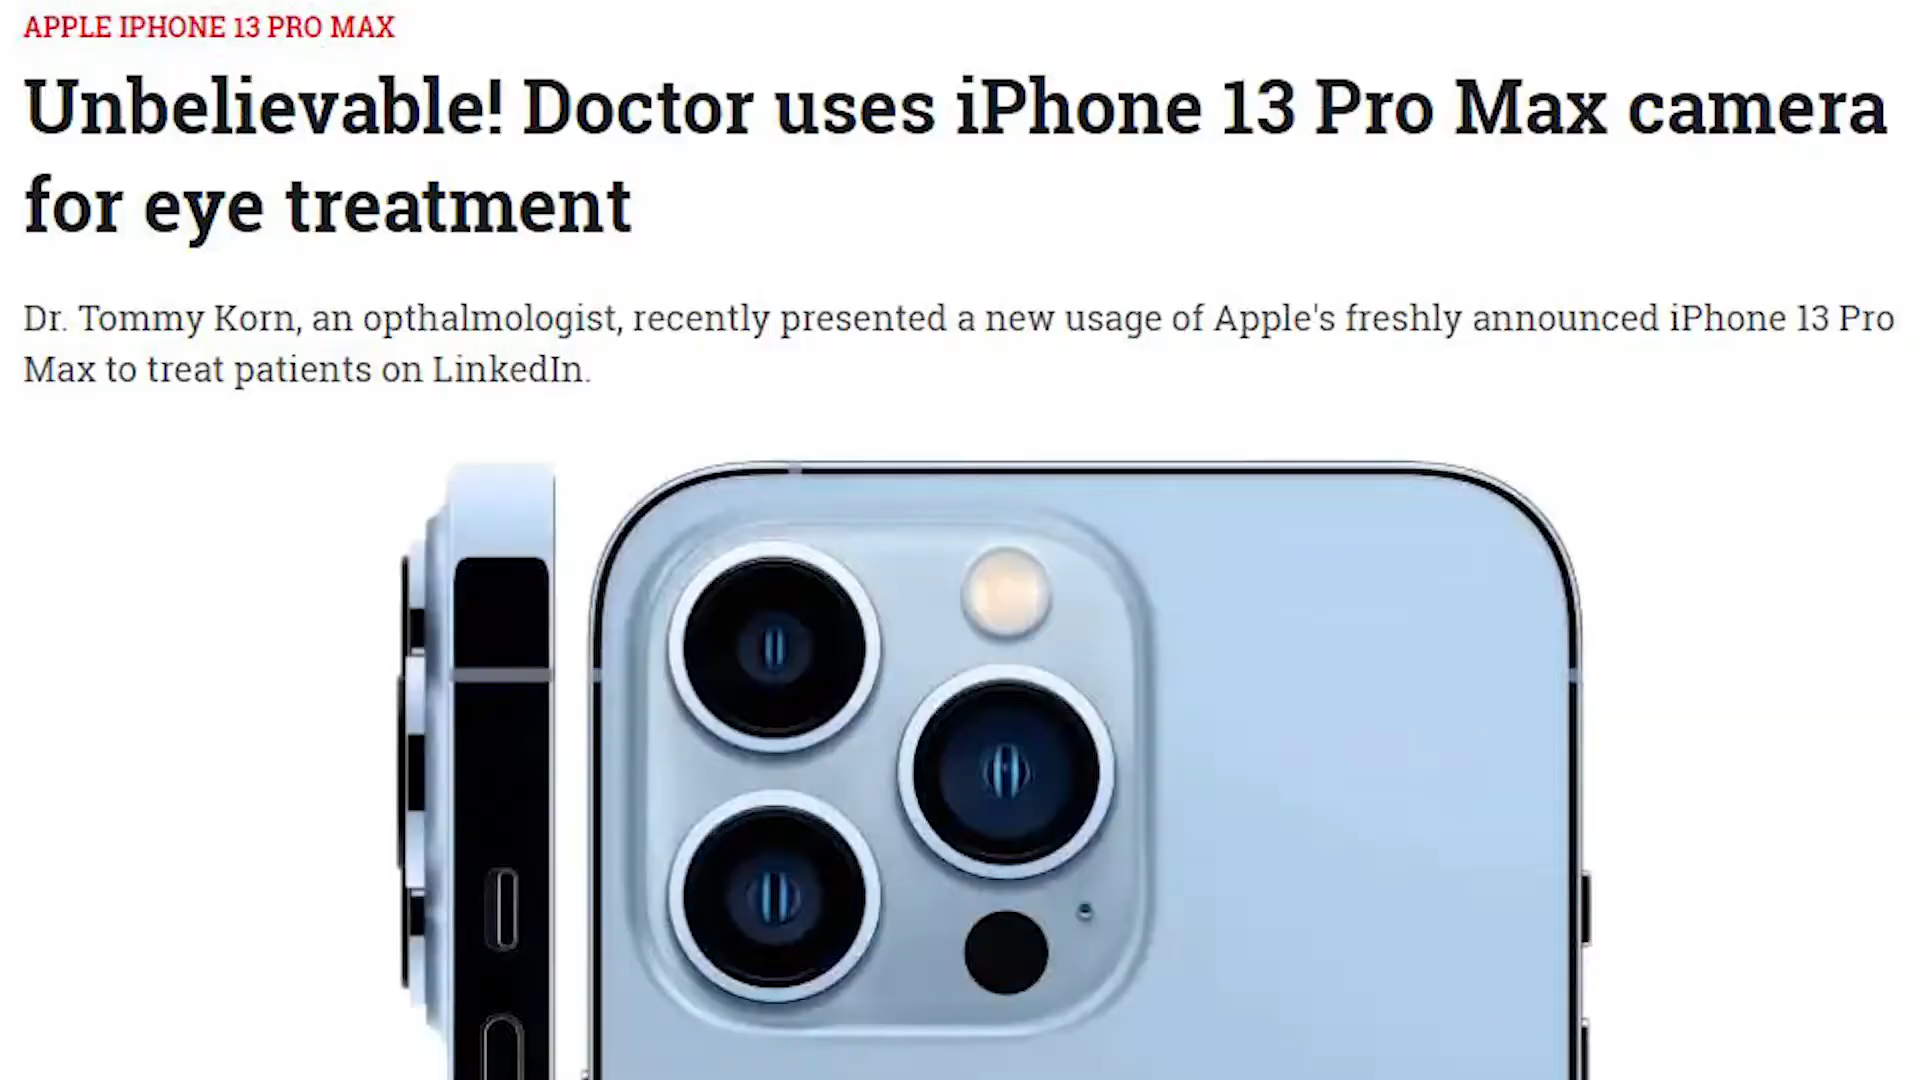 APPLE IPHONE 13 PRO MAX
Unbelievable! Doctor uses iPhone 13 Pro Max camera
for eye treatment
Dr. Tommy Korn, an opthalmologist, recently presented a new usage of Apple's freshly announced iPhone 13 Pro
Max to treat patients on LinkedIn.